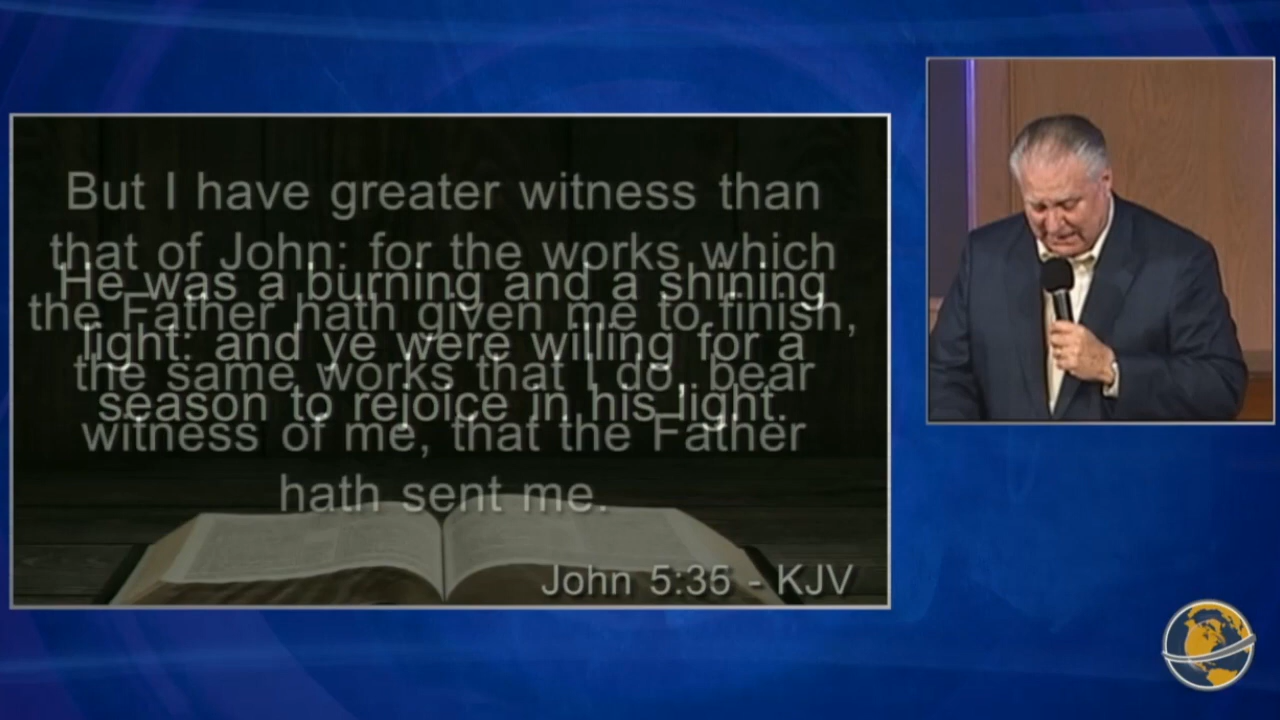 But I have greater witness than
that of John: for the works which
He was a burning and a shining
the Father hath given me to finish,
light: and ye were willing for a
the same works that I do, bear
season to rejoice in his light.
witness of me, that the Father
hath sent me.
John 5:35 - KJV